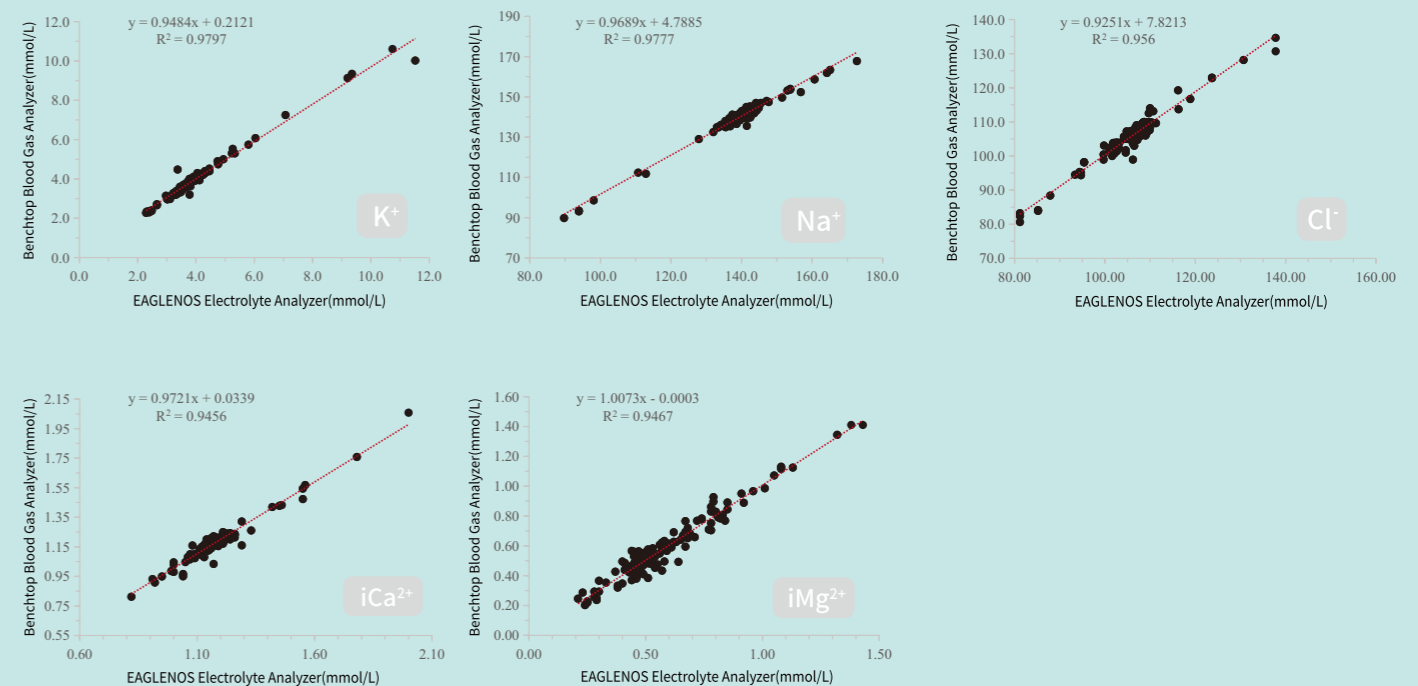 y = 0.9484x + 0.2121
R² = 0.9797
Benchtop Blood Gas Analyzer(mmol/L)
12.0
10.0
8.0
6.0
4.0
2.0
0.0
0.0 2.0 4.0 6.0 8.0 10.0 12.0
K⁺
EAGLENOS Electrolyte Analyzer(mmol/L)
y = 0.9689x + 4.7885
R² = 0.9777
Benchtop Blood Gas Analyzer(mmol/L)
190
170
150
130
110
90
70
80.0 100.0 120.0 140.0 160.0 180.0
Na⁺
EAGLENOS Electrolyte Analyzer(mmol/L)
y = 0.9251x + 7.8213
R² = 0.956
Benchtop Blood Gas Analyzer(mmol/L)
140.0
130.0
120.0
110.0
100.0
90.0
80.0
70.0
80.00 100.00 120.00 140.00 160.00
Cl⁻
EAGLENOS Electrolyte Analyzer(mmol/L)
y = 0.9721x + 0.0339
R² = 0.9456
Benchtop Blood Gas Analyzer(mmol/L)
2.15
1.95
1.75
1.55
1.35
1.15
0.95
0.75
0.55
0.60 1.10 1.60 2.10
iCa²⁺
EAGLENOS Electrolyte Analyzer(mmol/L)
y = 1.0073x - 0.0003
R² = 0.9467
Benchtop Blood Gas Analyzer(mmol/L)
1.60
1.40
1.20
1.00
0.80
0.60
0.40
0.20
0.00
0.00 0.50 1.00 1.50
iMg²⁺
EAGLENOS Electrolyte Analyzer(mmol/L)